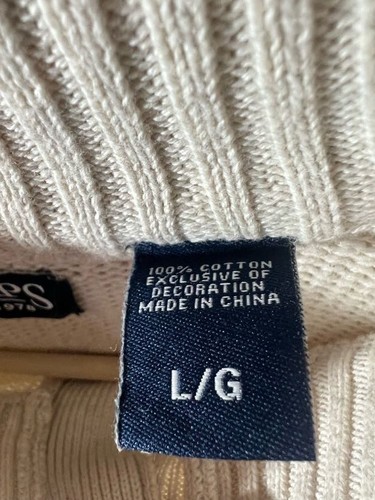 100% COTTON
EXCLUSIVE OF
DECORATION
MADE IN CHINA
L/G